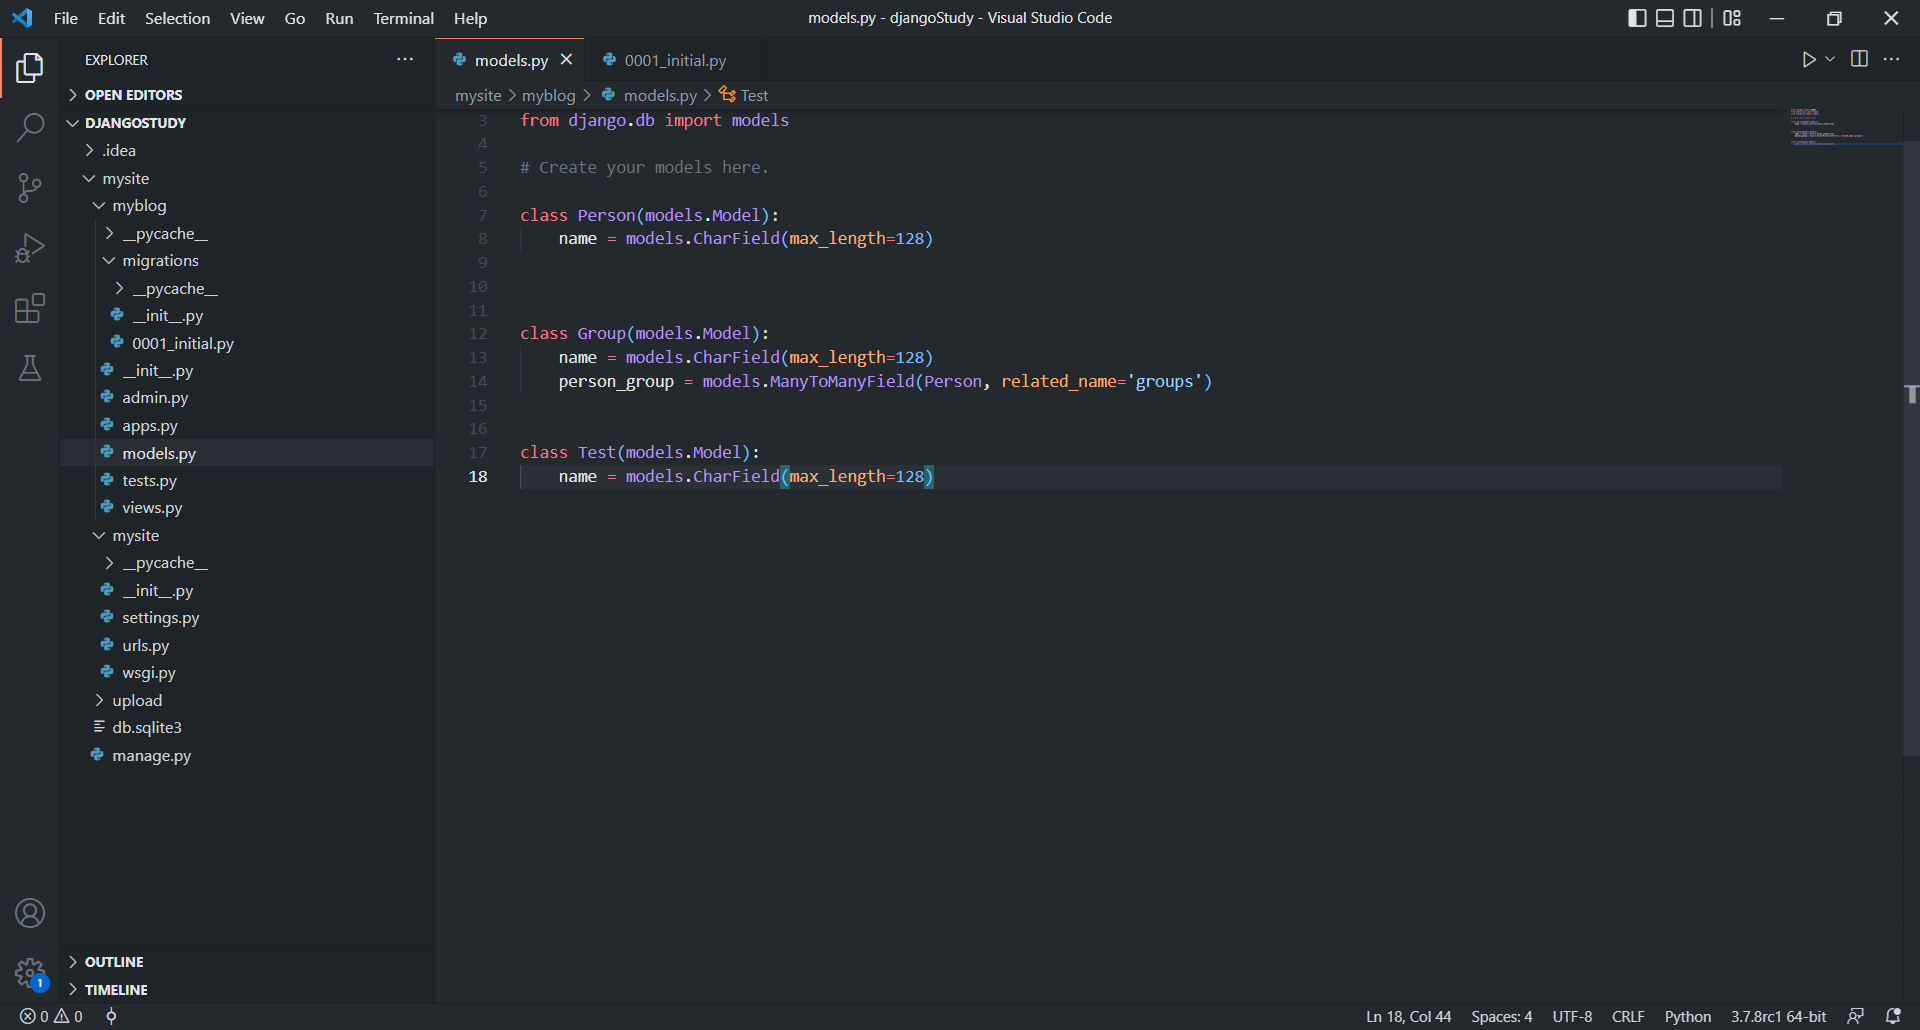 File Edit Selection View Go Run Terminal Help
models.py - djangoStudy - Visual Studio Code
EXPLORER
OPEN EDITORS
DJANGOSTUDY
.idea
mysite
myblog
__pycache__
migrations
__pycache__
__init__.py
0001_initial.py
__init__.py
admin.py
apps.py
models.py
tests.py
views.py
mysite
__pycache__
__init__.py
settings.py
urls.py
wsgi.py
upload
db.sqlite3
manage.py
OUTLINE
TIMELINE
1
models.py 0001_initial.py
mysite > myblog > models.py > Test
3 from django.db import models
4
5 # Create your models here.
6
7 class Person(models.Model):
8 name = models.CharField(max_length=128)
9
10
11
12 class Group(models.Model):
13 name = models.CharField(max_length=128)
14 person_group = models.ManyToManyField(Person, related_name='groups')
15
16
17 class Test(models.Model):
18 name = models.CharField(max_length=128)
0 0
Ln 18, Col 44 Spaces: 4 UTF-8 CRLF Python 3.7.8rc1 64-bit